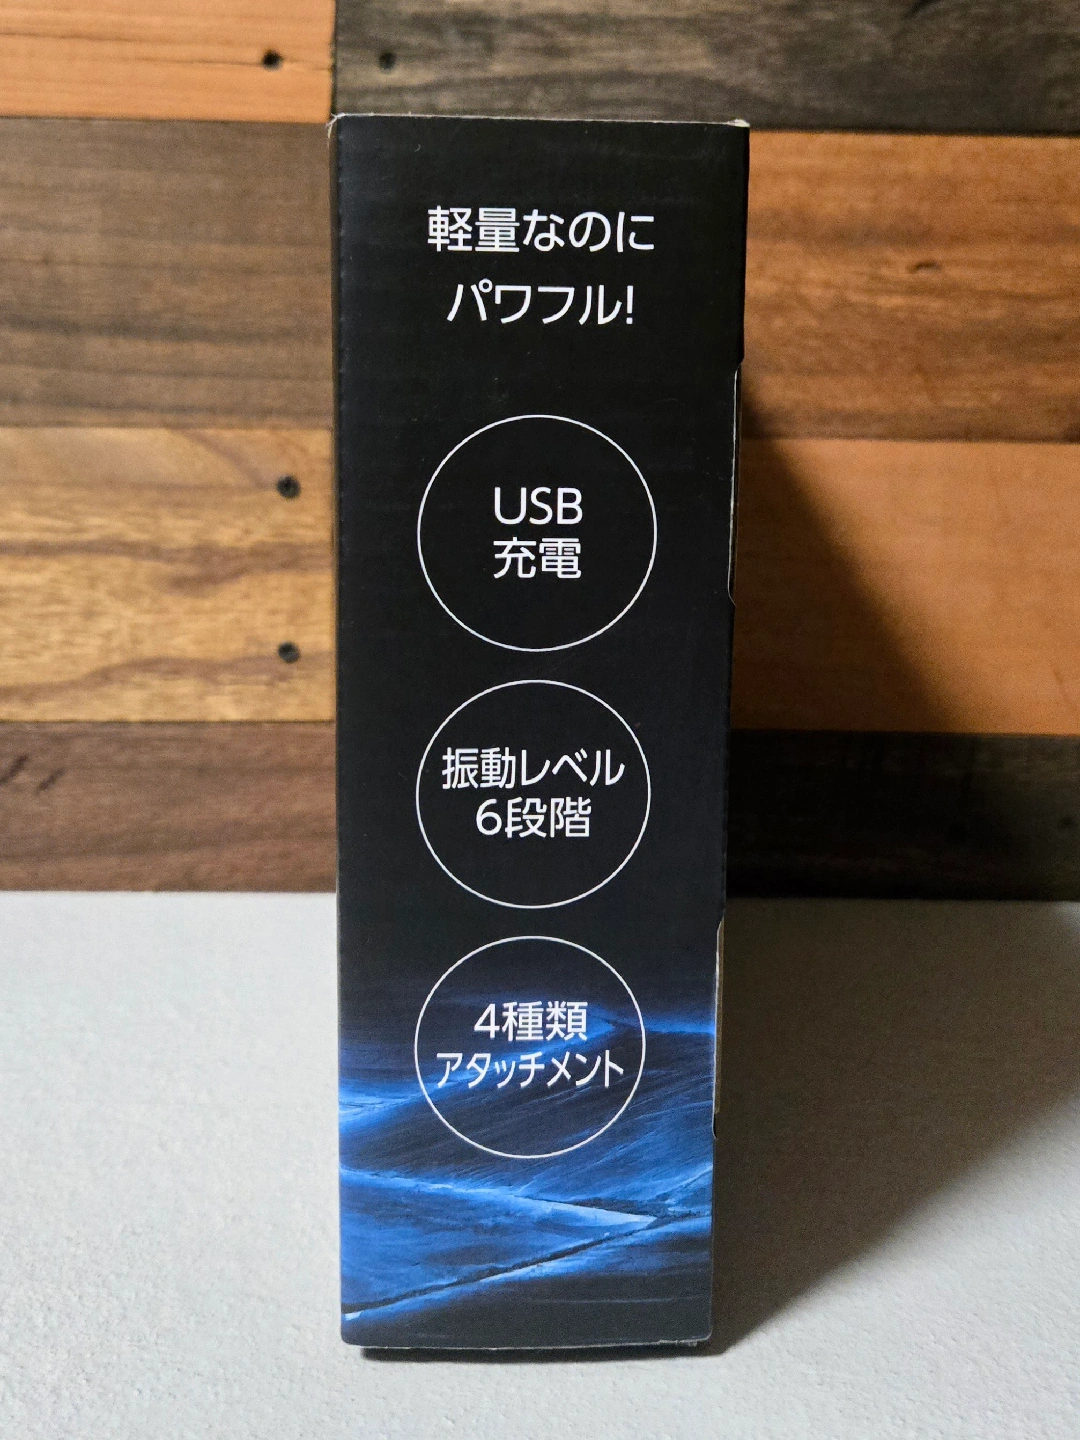 軽量なのに
パワフル!
USB
充電
振動レベル
6段階
4種類
アタッチメント